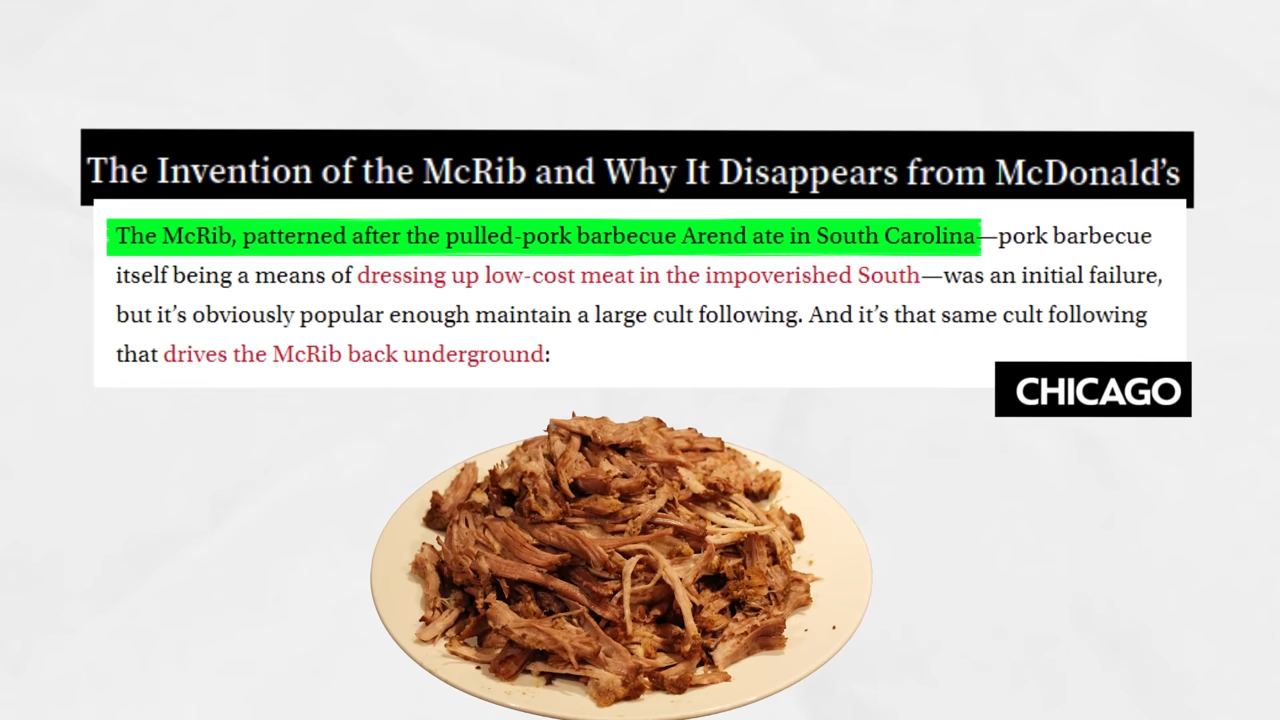 The Invention of the McRib and Why It Disappears from McDonald’s
The McRib, patterned after the pulled-pork barbecue Arend ate in South Carolina—pork barbecue
itself being a means of dressing up low-cost meat in the impoverished South—was an initial failure,
but it’s obviously popular enough maintain a large cult following. And it’s that same cult following
that drives the McRib back underground:
CHICAGO